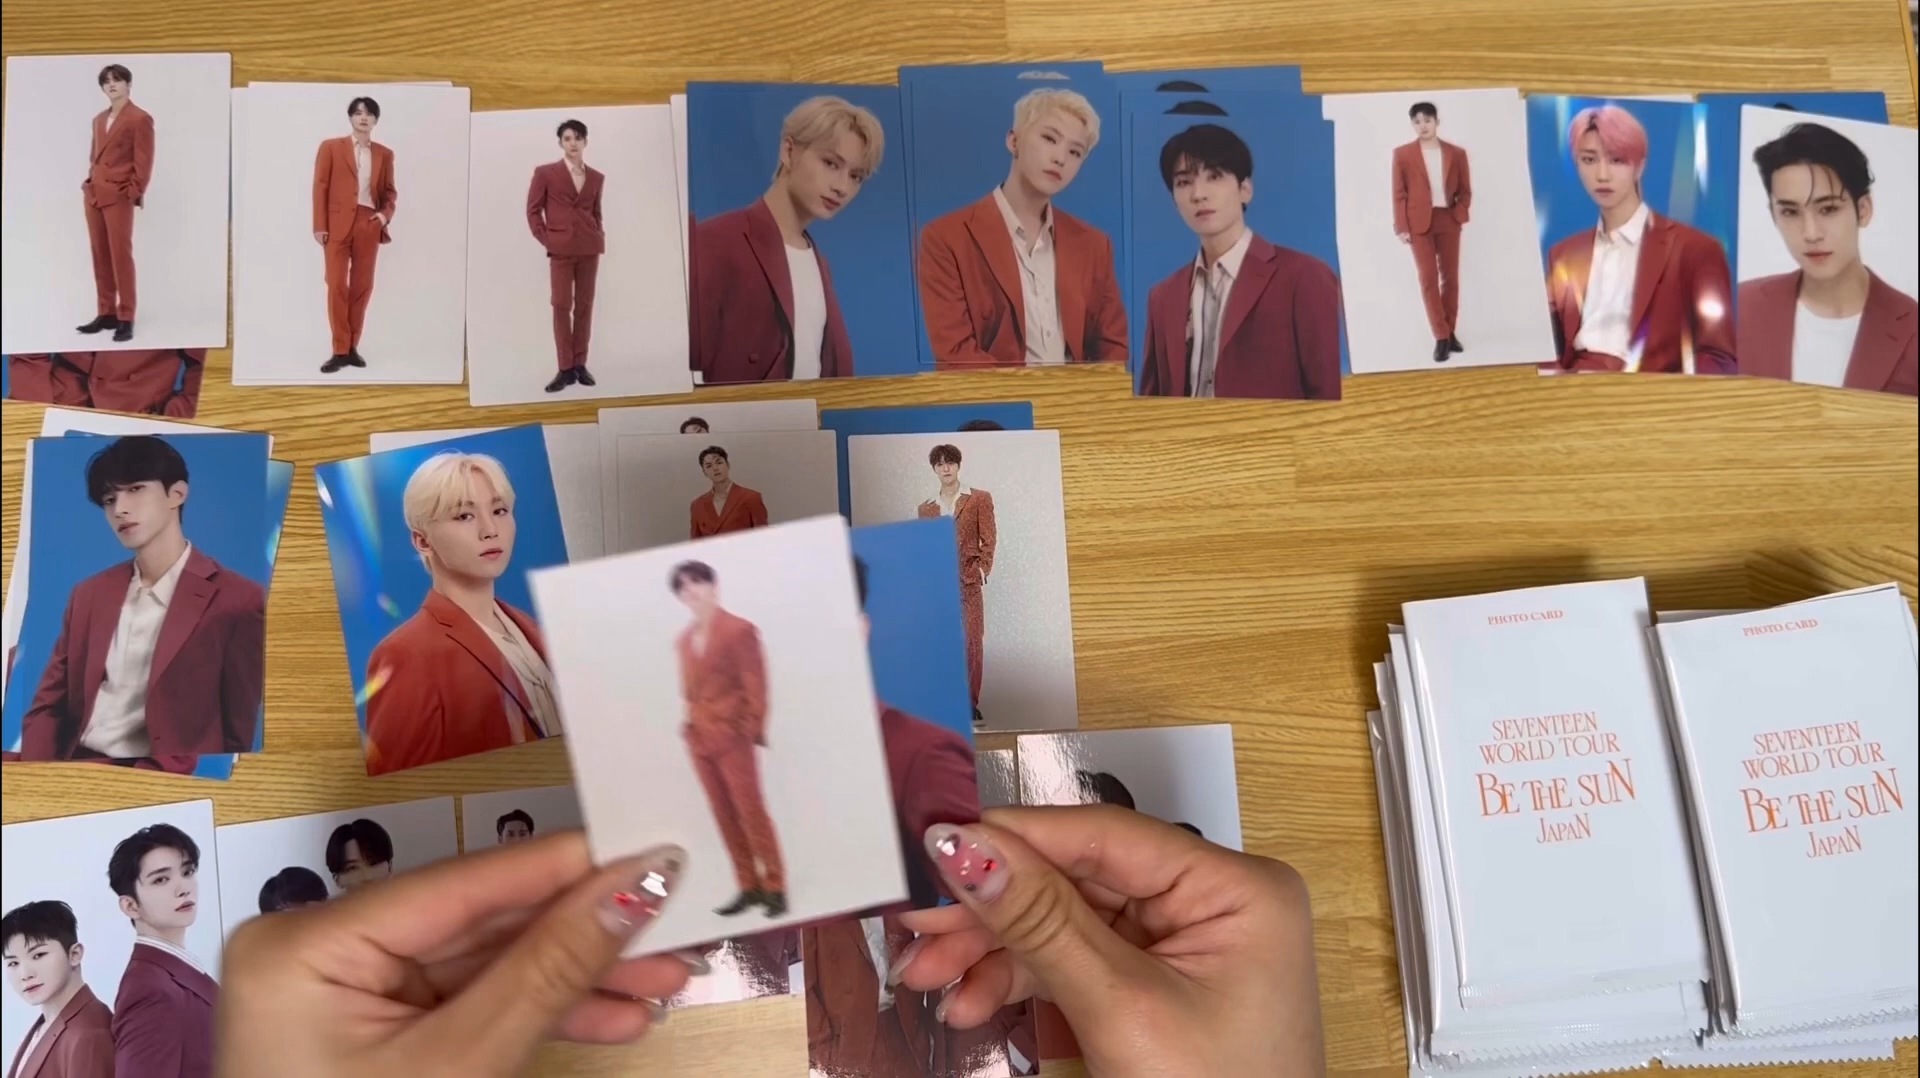 PHOTO CARD
SEVENTEEN
WORLD TOUR
BE THE SUN
JAPAN
PHOTO CARD
SEVENTEEN
WORLD TOUR
BE THE SUN
JAPAN